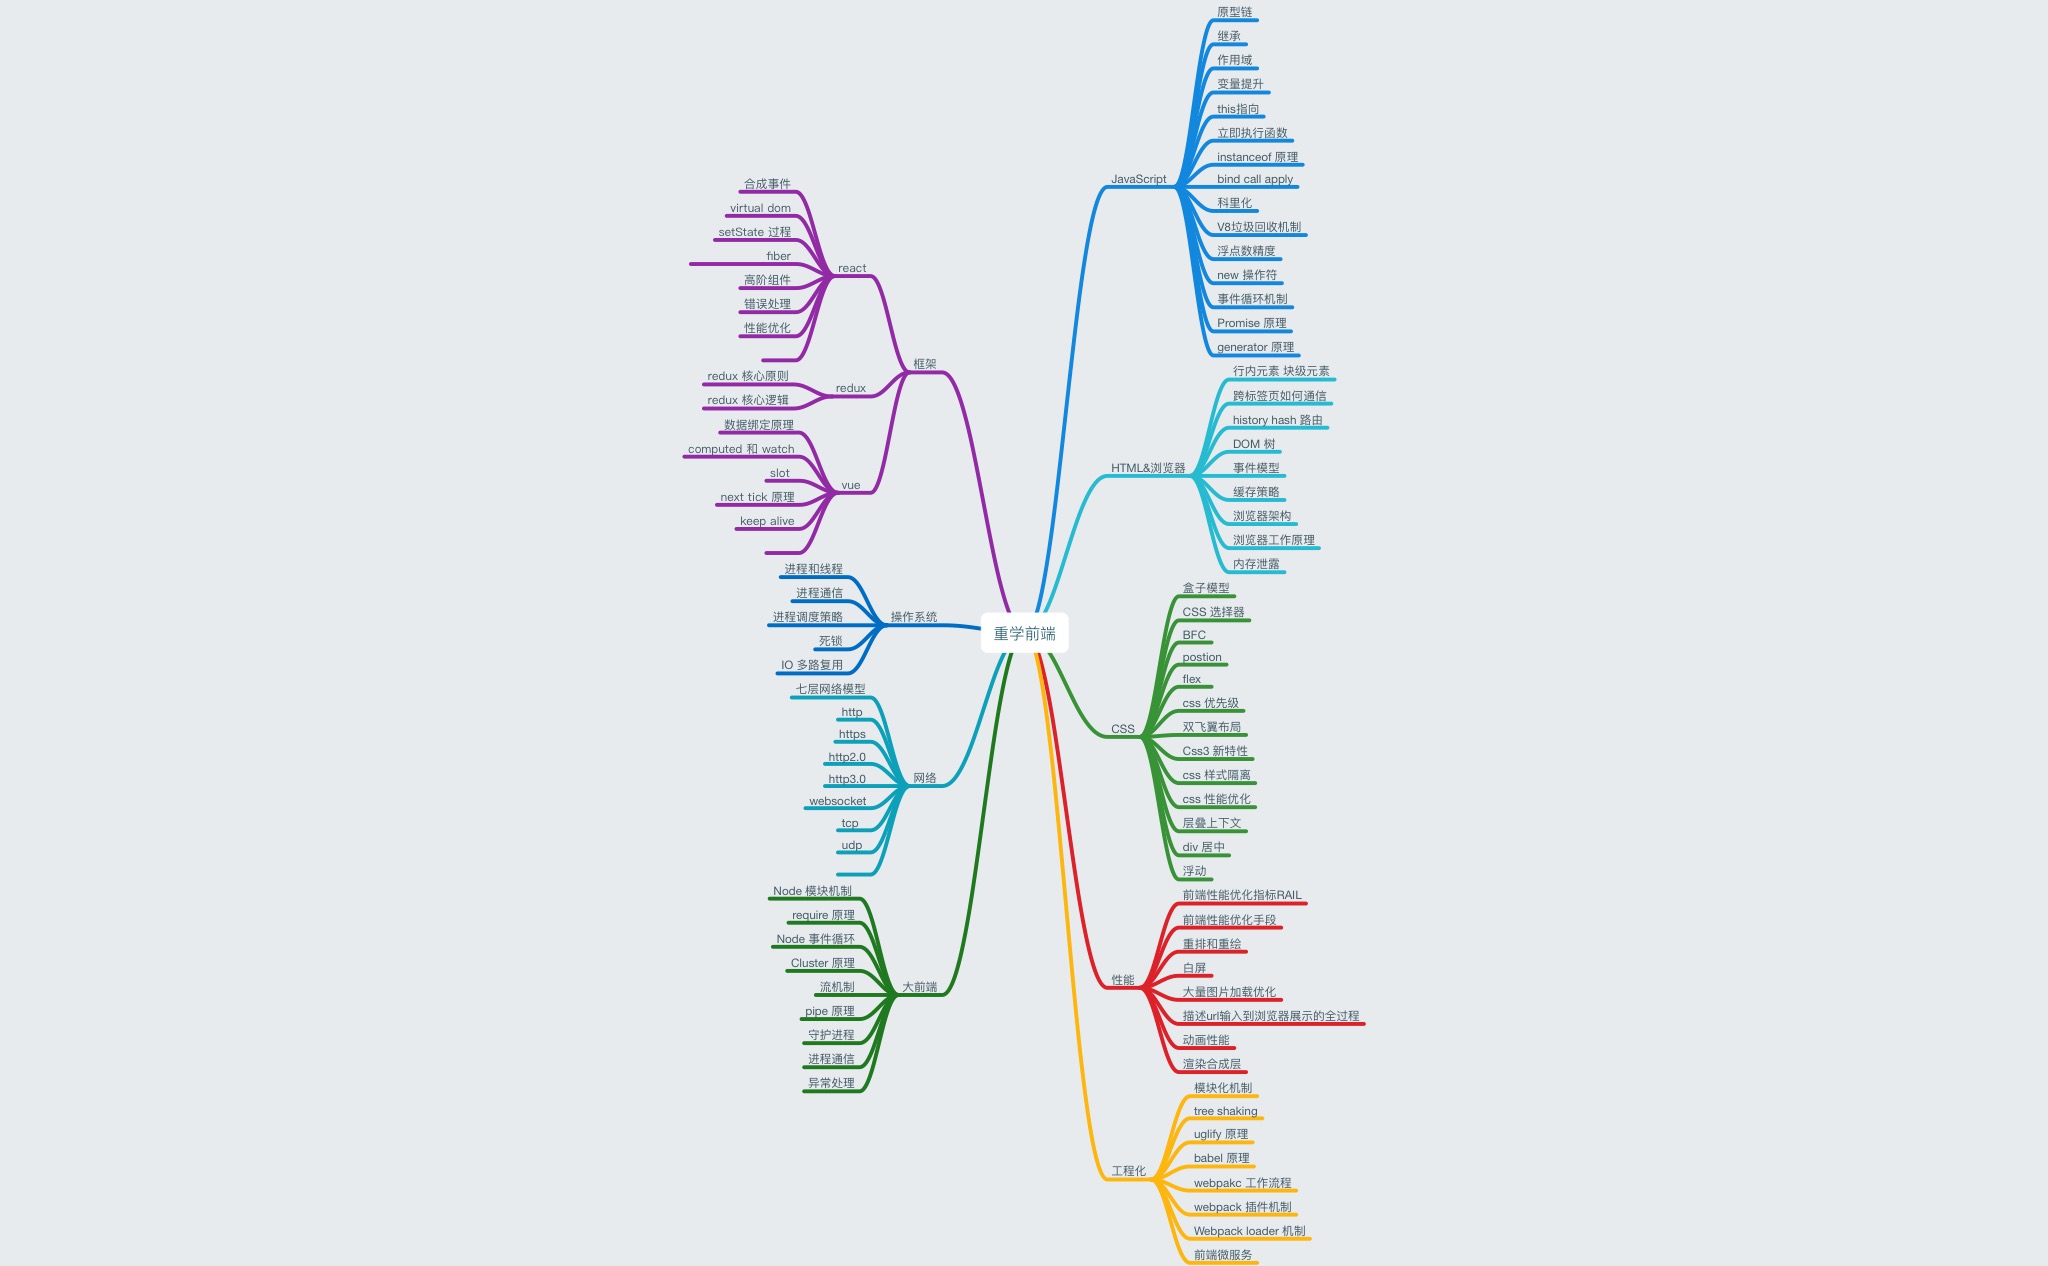 重学前端
JavaScript
原型链
继承
作用域
变量提升
this指向
立即执行函数
instanceof 原理
bind call apply
科里化
V8垃圾回收机制
浮点数精度
new 操作符
事件循环机制
Promise 原理
generator 原理
HTML&浏览器
行内元素 块级元素
跨标签页如何通信
history hash 路由
DOM 树
事件模型
缓存策略
浏览器架构
浏览器工作原理
内存泄露
CSS
盒子模型
CSS 选择器
BFC
postion
flex
css 优先级
双飞翼布局
Css3 新特性
css 样式隔离
css 性能优化
层叠上下文
div 居中
浮动
性能
前端性能优化指标RAIL
前端性能优化手段
重排和重绘
白屏
大量图片加载优化
描述url输入到浏览器展示的全过程
动画性能
渲染合成层
工程化
模块化机制
tree shaking
uglify 原理
babel 原理
webpakc 工作流程
webpack 插件机制
Webpack loader 机制
前端微服务
框架
react
合成事件
virtual dom
setState 过程
fiber
高阶组件
错误处理
性能优化
redux
redux 核心原则
redux 核心逻辑
vue
数据绑定原理
computed 和 watch
slot
next tick 原理
keep alive
操作系统
进程和线程
进程通信
进程调度策略
死锁
IO 多路复用
网络
七层网络模型
http
https
http2.0
http3.0
websocket
tcp
udp
大前端
Node 模块机制
require 原理
Node 事件循环
Cluster 原理
流机制
pipe 原理
守护进程
进程通信
异常处理